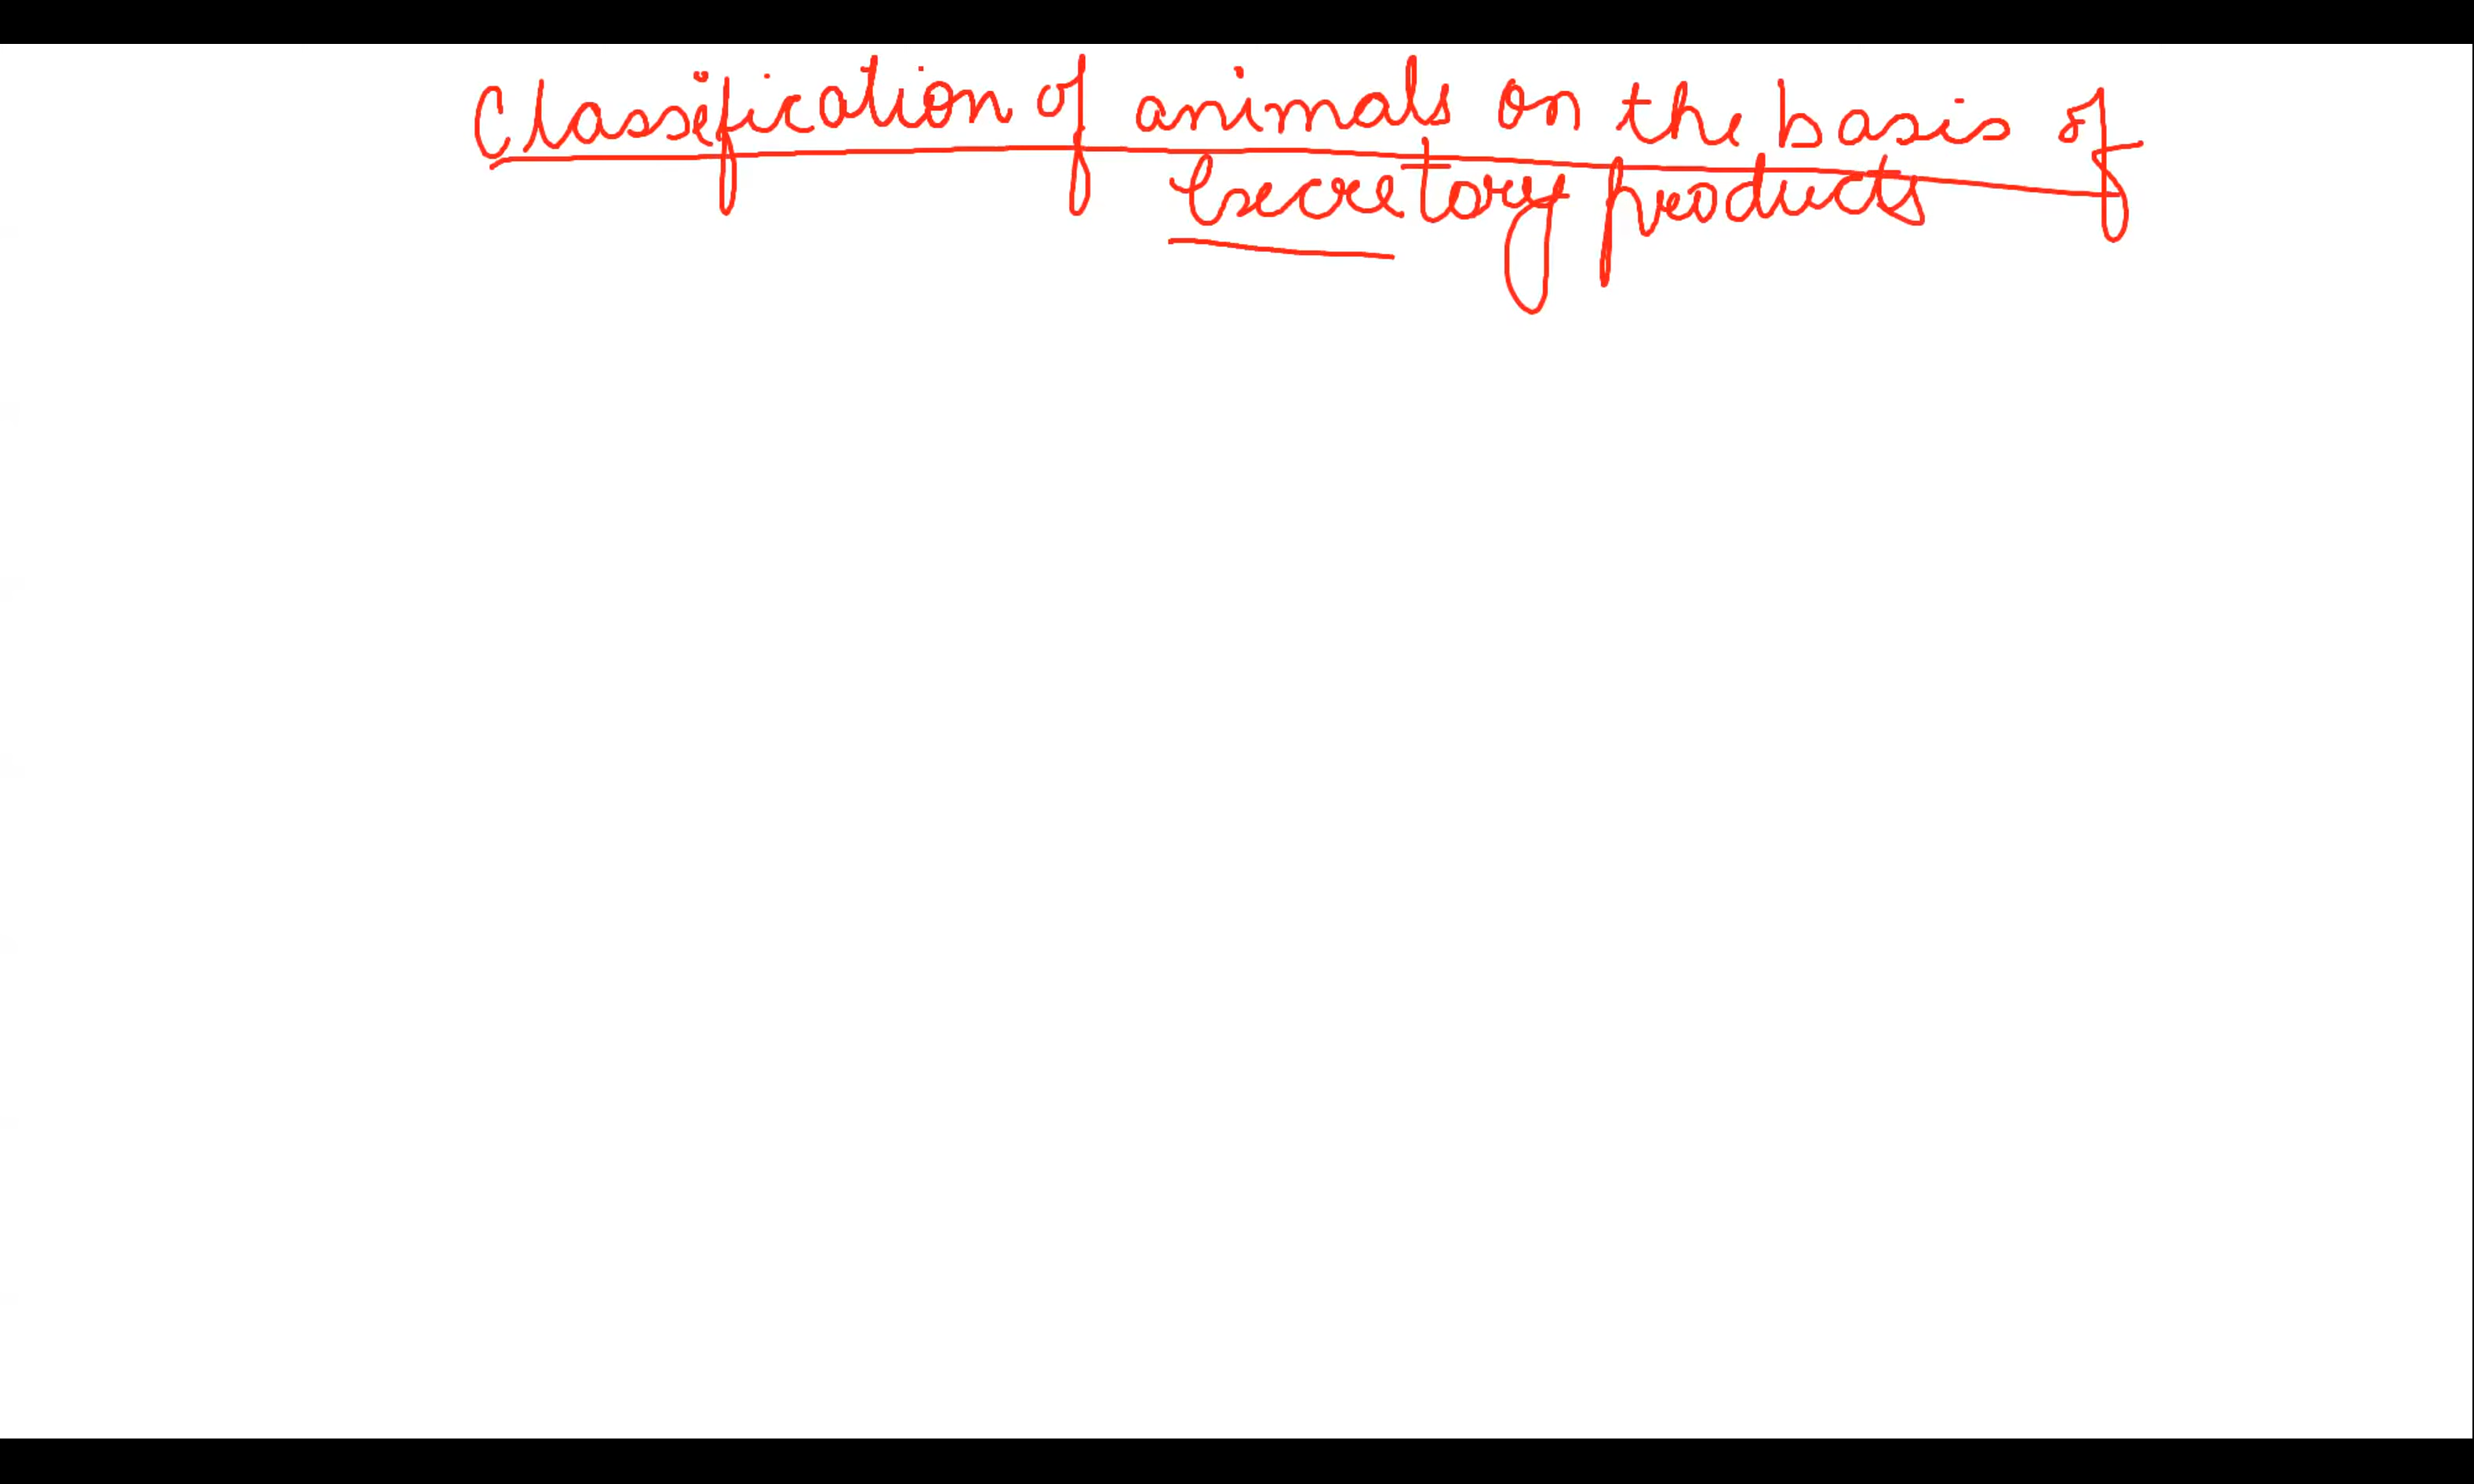 Classification of animals on the basis of
Excretory products